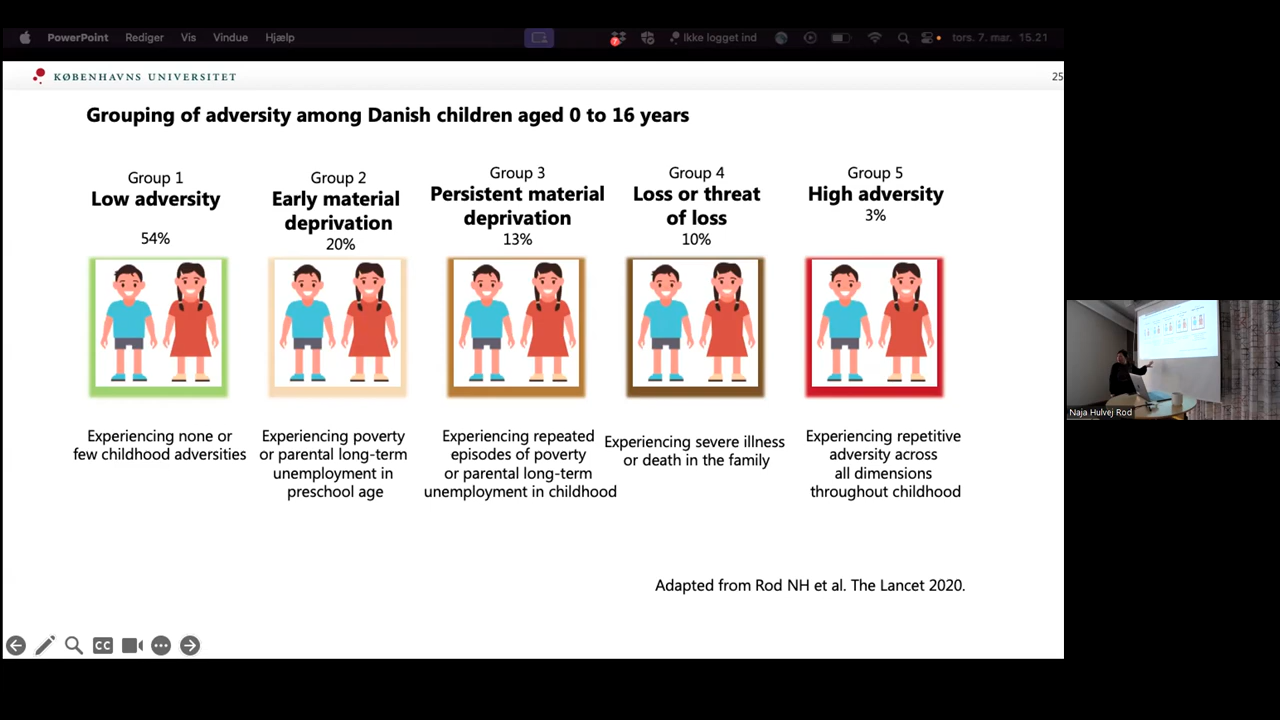 PowerPoint Rediger Vis Vindue Hjælp
7
Ikke logget ind
tors. 7. mar. 15.21
KØBENHAVNS UNIVERSITET
25
Grouping of adversity among Danish children aged 0 to 16 years
Group 1
Low adversity
54%
Experiencing none or
few childhood adversities
Group 2
Early material
deprivation
20%
Experiencing poverty
or parental long-term
unemployment in
preschool age
Group 3
Persistent material
deprivation
13%
Experiencing repeated
episodes of poverty
or parental long-term
unemployment in childhood
Group 4
Loss or threat
of loss
10%
Experiencing severe illness
or death in the family
Group 5
High adversity
3%
Experiencing repetitive
adversity across
all dimensions
throughout childhood
Adapted from Rod NH et al. The Lancet 2020.
CC
Naja Hulvej Rod